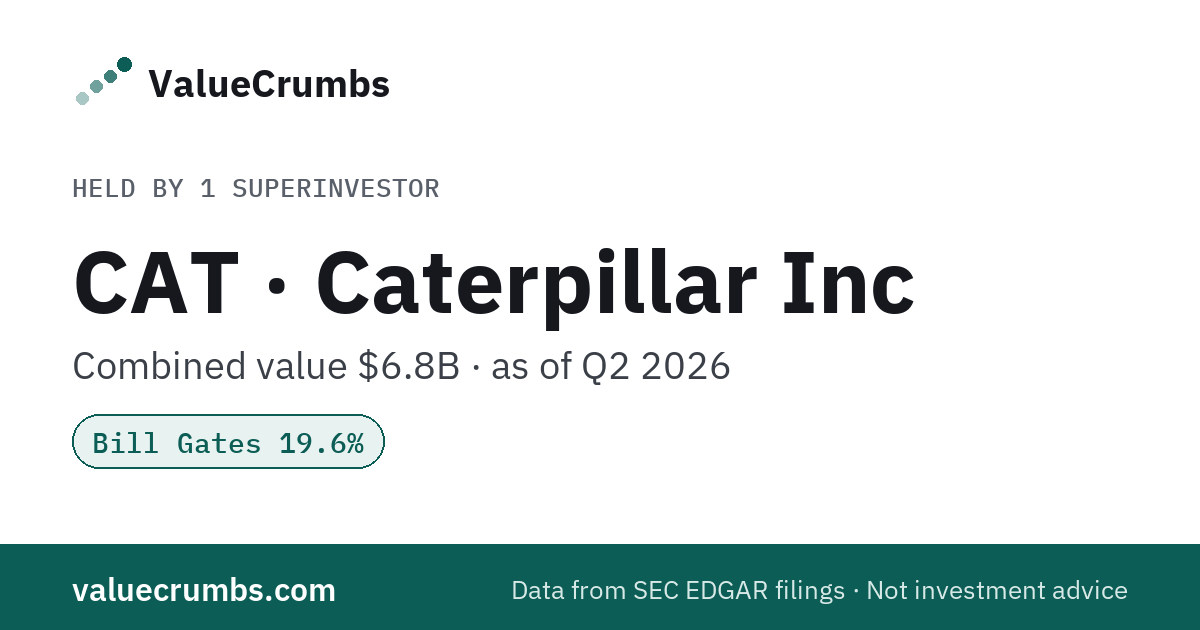 ValueCrumbs
HELD BY 1 SUPERINVESTOR
CAT · Caterpillar Inc
Combined value $6.8B · as of Q2 2026
Bill Gates 19.6%
valuecrumbs.com
Data from SEC EDGAR filings · Not investment advice